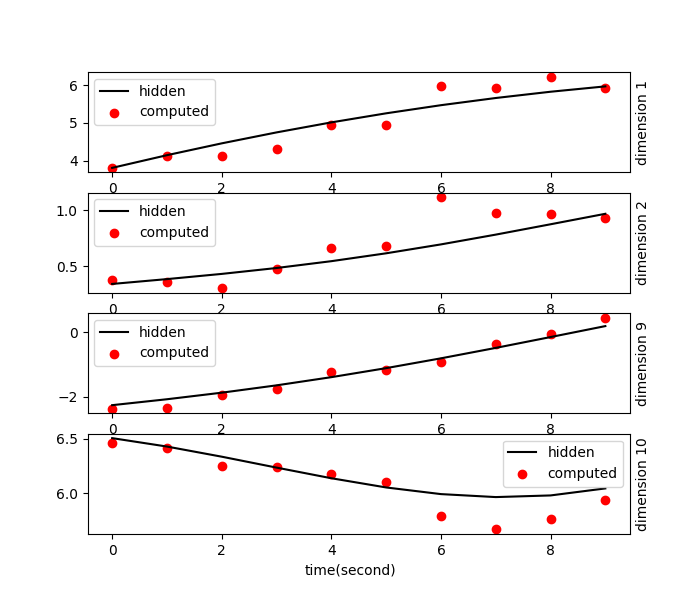 6
5
4
hidden
computed
0 2 4 6 8
dimension 1
1.0
0.5
hidden
computed
0 2 4 6 8
dimension 2
0
−2
hidden
computed
0 2 4 6 8
dimension 9
6.5
6.0
hidden
computed
0 2 4 6 8
dimension 10
time(second)